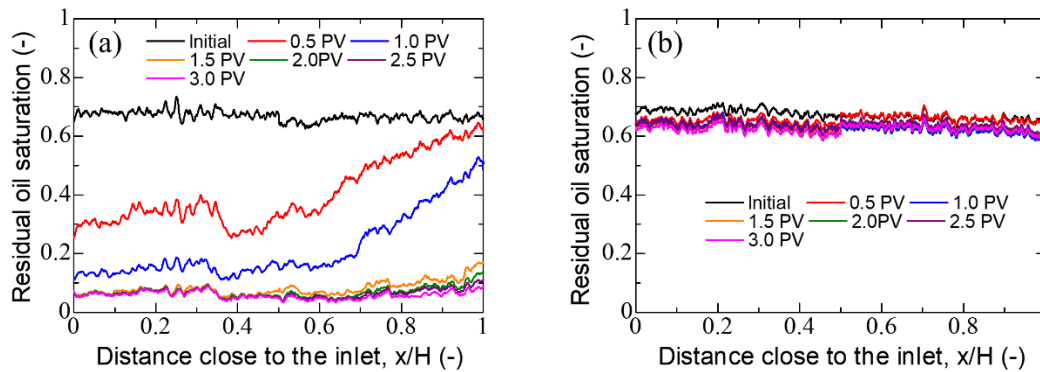 (a)
Initial 0.5 PV 1.0 PV
1.5 PV 2.0PV 2.5 PV
3.0 PV
Residual oil saturation (-)
1
0.8
0.6
0.4
0.2
0
0 0.2 0.4 0.6 0.8 1
Distance close to the inlet, x/H (-)
(b)
Residual oil saturation (-)
1
0.8
0.6
0.4
0.2
0
Initial 0.5 PV 1.0 PV
1.5 PV 2.0PV 2.5 PV
3.0 PV
0 0.2 0.4 0.6 0.8
Distance close to the inlet, x/H (-)